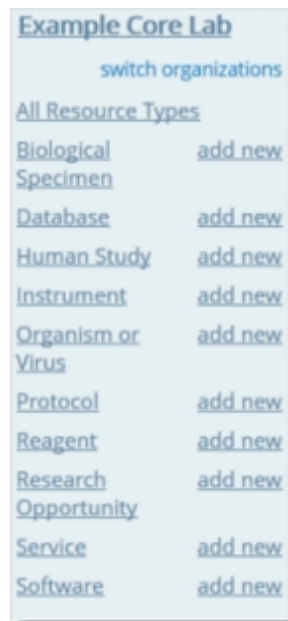 Example Core Lab
switch organizations
All Resource Types
Biological add new
Specimen
Database add new
Human Study add new
Instrument add new
Organism or add new
Virus
Protocol add new
Reagent add new
Research add new
Opportunity
Service add new
Software add new